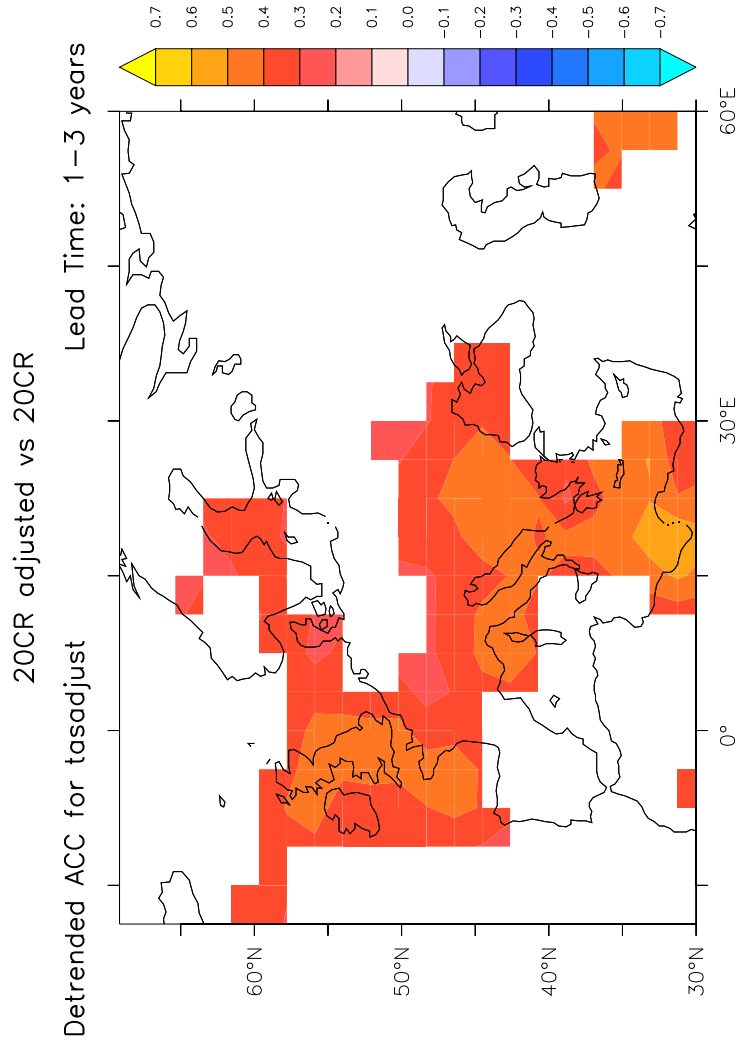 20CR adjusted vs 20CR
Detrended ACC for tasadjust
Lead Time: 1−3 years
0.7
0.6
0.5
0.4
0.3
0.2
0.1
0.0
−0.1
−0.2
−0.3
−0.4
−0.5
−0.6
−0.7
60°N
50°N
40°N
30°N
0°
30°E
60°E